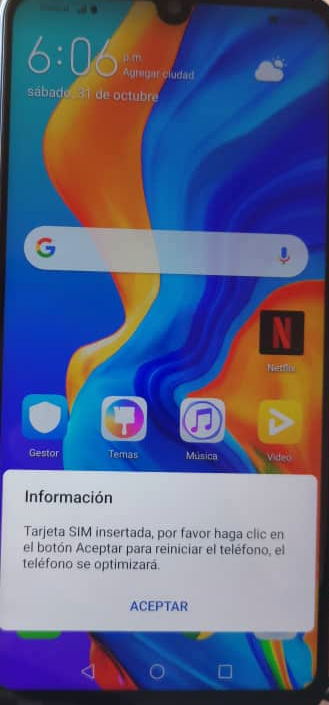 6:06 p.m.
Agregar ciudad
sábado, 31 de octubre
G
N
Netflix
Gestor
Temas
Música
Video
Información
Tarjeta SIM insertada, por favor haga clic en
el botón Aceptar para reiniciar el teléfono, el
teléfono se optimizará.
ACEPTAR